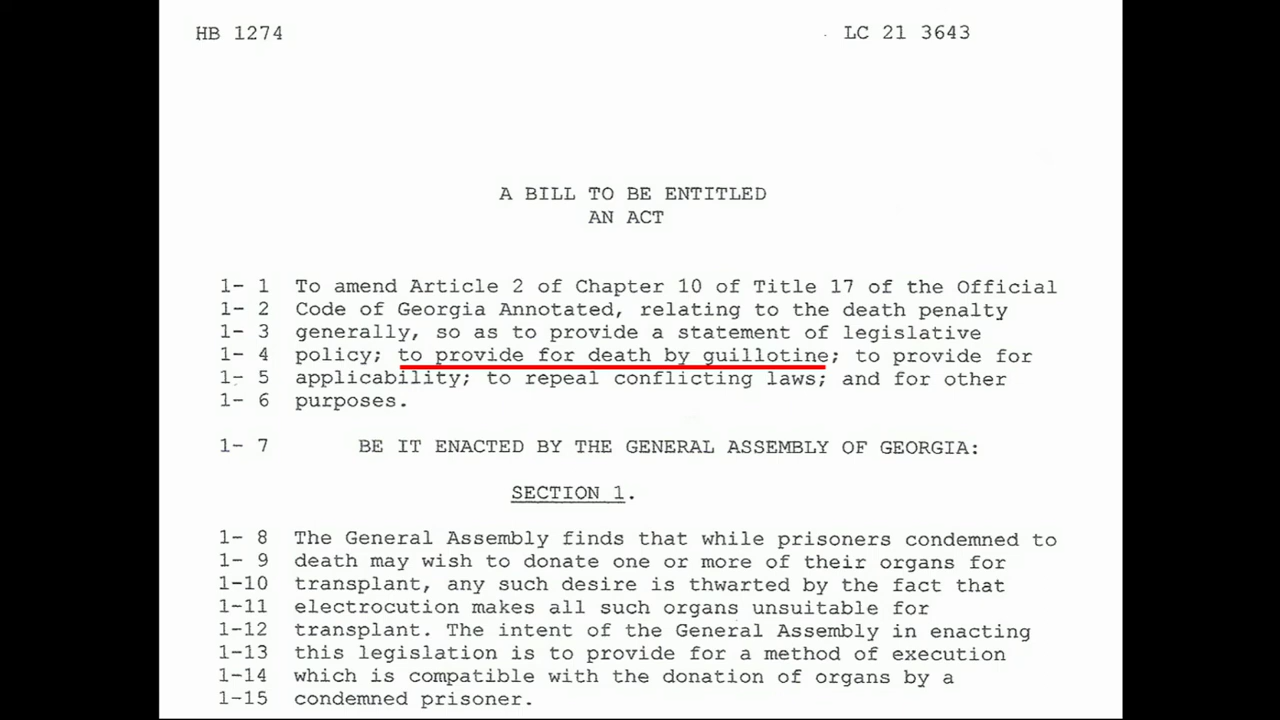 HB 1274 LC 21 3643
A BILL TO BE ENTITLED
AN ACT
1- 1 To amend Article 2 of Chapter 10 of Title 17 of the Official
1- 2 Code of Georgia Annotated, relating to the death penalty
1- 3 generally, so as to provide a statement of legislative
1- 4 policy; to provide for death by guillotine; to provide for
1- 5 applicability; to repeal conflicting laws; and for other
1- 6 purposes.
1- 7 BE IT ENACTED BY THE GENERAL ASSEMBLY OF GEORGIA:
SECTION 1.
1- 8 The General Assembly finds that while prisoners condemned to
1- 9 death may wish to donate one or more of their organs for
1-10 transplant, any such desire is thwarted by the fact that
1-11 electrocution makes all such organs unsuitable for
1-12 transplant. The intent of the General Assembly in enacting
1-13 this legislation is to provide for a method of execution
1-14 which is compatible with the donation of organs by a
1-15 condemned prisoner.